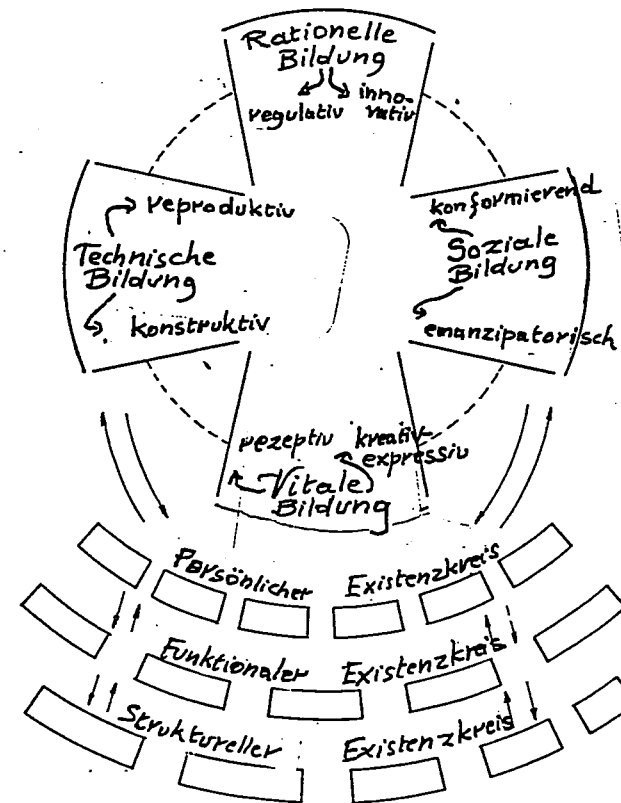 Rationelle
Bildung
regulativ
inno-
vativ
reproduktiv
Technische
Bildung
konstruktiv
konformierend
Soziale
Bildung
emanzipatorisch
rezeptiv
kreativ-
expressiv
Vitale
Bildung
Persönlicher Existenzkreis
Funktionaler Existenzkreis
Struktureller Existenzkreis